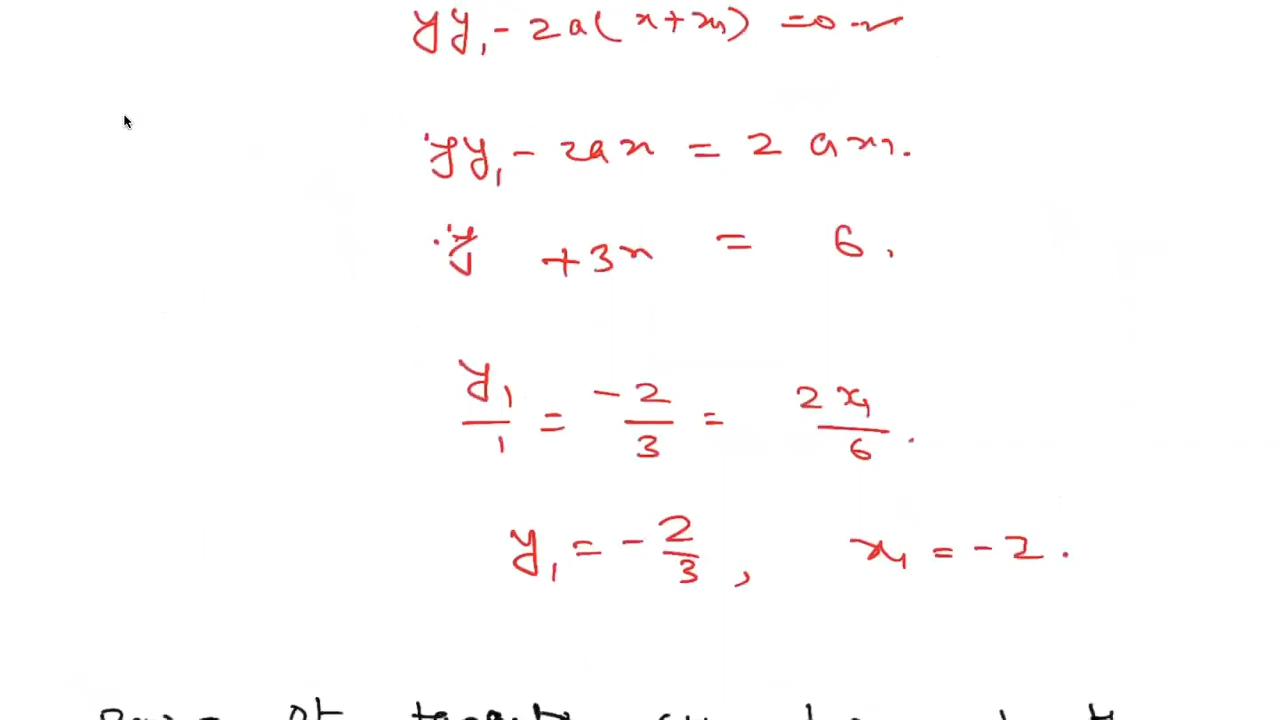 yy₁ - 2a(x+x₁) = 0
yy₁ - 2ax = 2ax₁.
y + 3x = 6.
y₁/1 = -2/3 = 2x₁/6.
y₁ = -2/3, x₁ = -2.
of